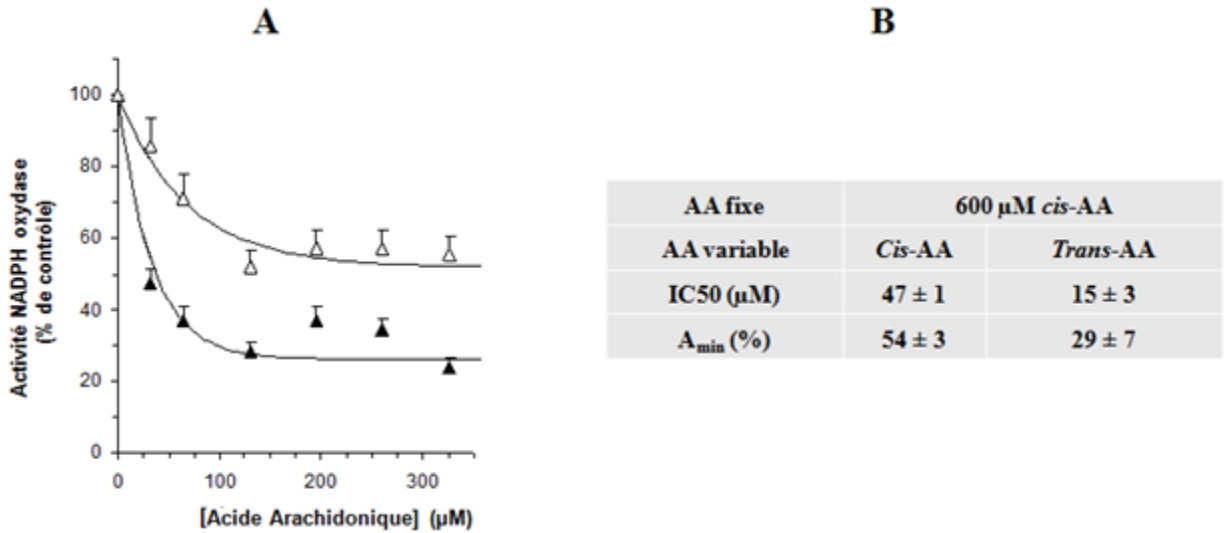 A
Activité NADPH oxydase
(% de contrôle)
100
80
60
40
20
0
0 100 200 300
[Acide Arachidonique] (µM)
B
AA fixe 600 µM cis-AA
AA variable Cis-AA Trans-AA
IC50 (µM) 47 ± 1 15 ± 3
Amin (%) 54 ± 3 29 ± 7